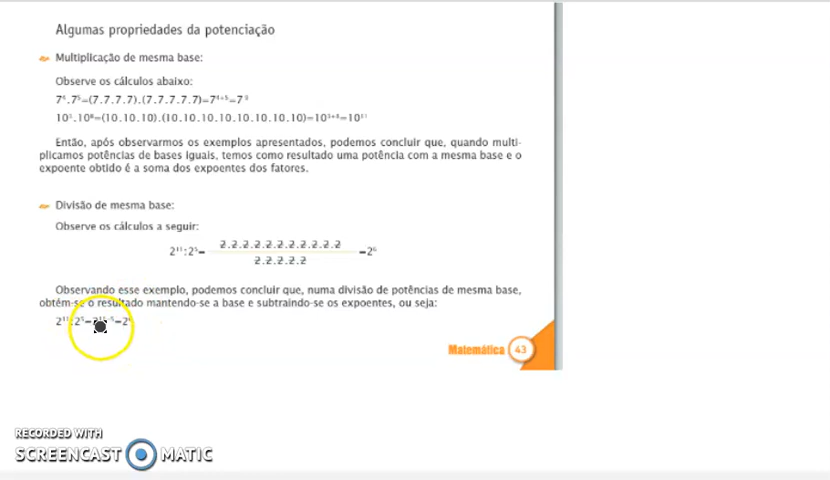 Algumas propriedades da potenciação
Multiplicação de mesma base:
Observe os cálculos abaixo:
7⁴.7⁵=(7.7.7.7).(7.7.7.7.7)=7⁴⁺⁵=7⁹
10³.10⁸=(10.10.10).(10.10.10.10.10.10.10.10)=10³⁺⁸=10¹¹
Então, após observarmos os exemplos apresentados, podemos concluir que, quando multi-
plicamos potências de bases iguais, temos como resultado uma potência com a mesma base e o
expoente obtido é a soma dos expoentes dos fatores.
Divisão de mesma base:
Observe os cálculos a seguir:
2.2.2.2.2.2.2.2.2.2.2
2¹¹:2⁵= =2⁶
2.2.2.2.2
Observando esse exemplo, podemos concluir que, numa divisão de potências de mesma base,
obtém-se o resultado mantendo-se a base e subtraindo-se os expoentes, ou seja:
2¹¹:2⁵=2¹¹⁻⁵=2⁶
Matemática 43
RECORDED WITH
SCREENCAST MATIC